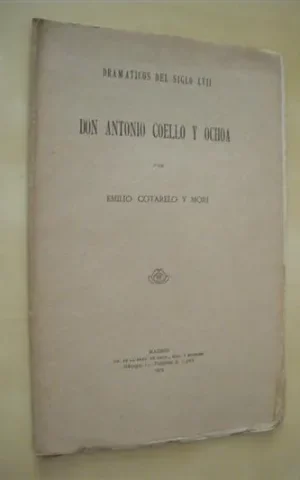 DRAMATICOS DEL SIGLO XVII
DON ANTONIO COELLO Y OCHOA
POR
EMILIO COTARELO Y MORI
MADRID